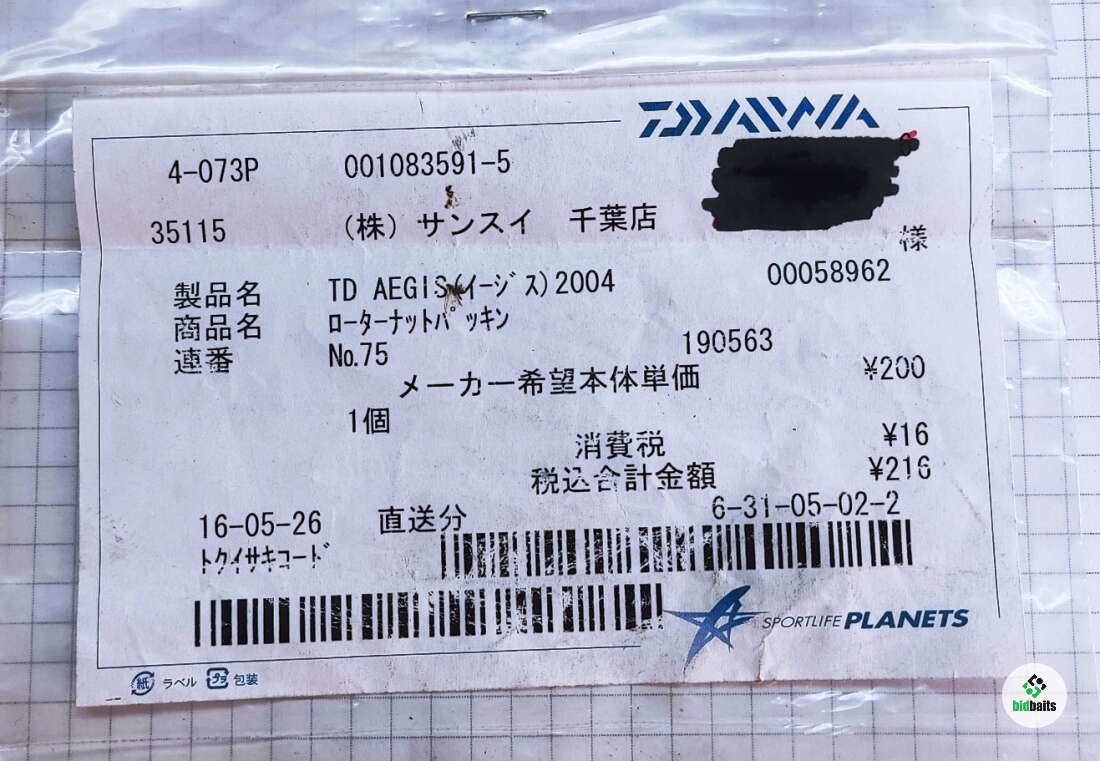 DAIWA
4-073P 001083591-5
35115 （株）サンスイ 千葉店
様
製品名 TD AEGIS(ｲｰｼﾞｽ)2004 00058962
商品名 ﾛｰﾀｰﾅｯﾄﾊﾟｯｷﾝ
連番 No.75 190563
メーカー希望本体単価 ¥200
1個
消費税 ¥16
税込合計金額 ¥216
16-05-26 直送分 6-31-05-02-2
ﾄｸｲｻｷｺｰﾄﾞ
SPORTLIFE PLANETS
紙 ラベル プラ 包装
bidbaits